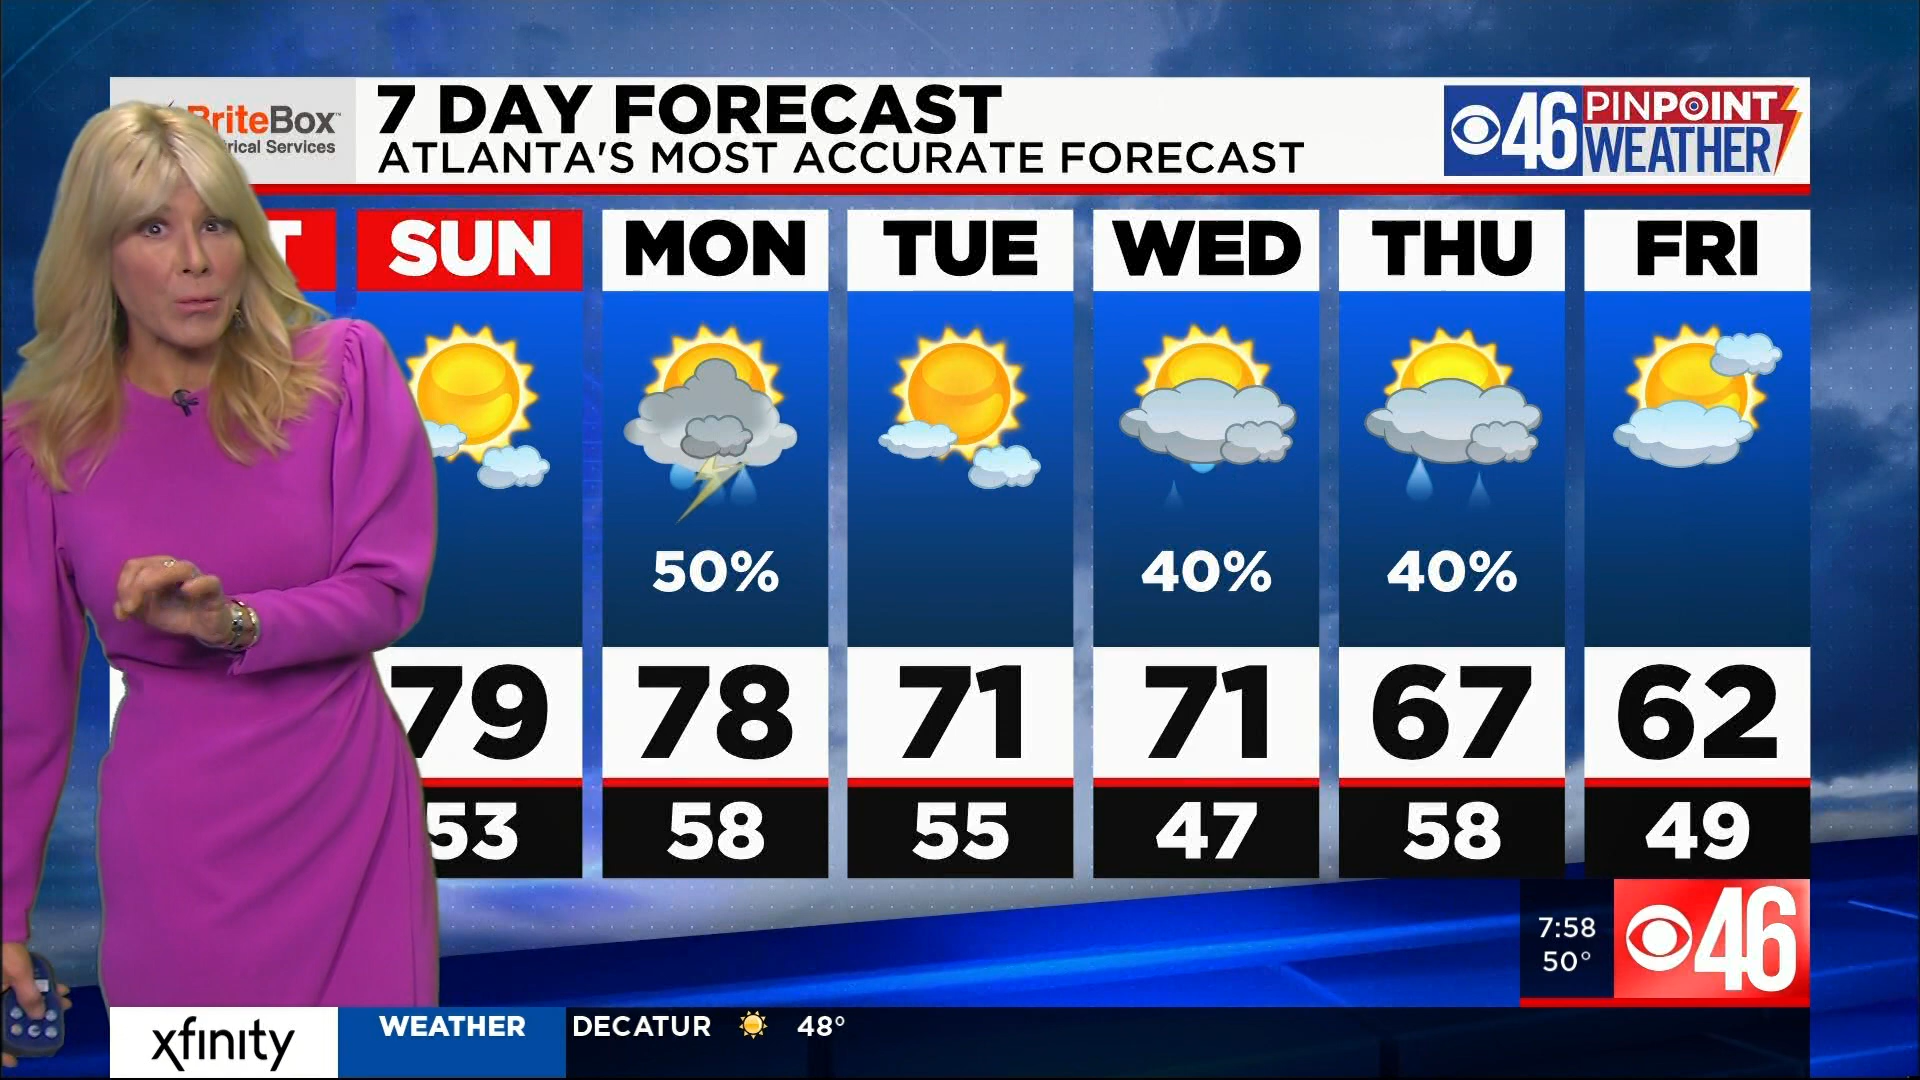 BriteBox™
7 DAY FORECAST
ATLANTA'S MOST ACCURATE FORECAST
Services
46 PINPOINT
WEATHER
SUN MON TUE WED THU FRI
50% 40% 40%
79 78 71 71 67 62
53 58 55 47 58 49
7:58
50°
46
xfinity
WEATHER DECATUR 48°